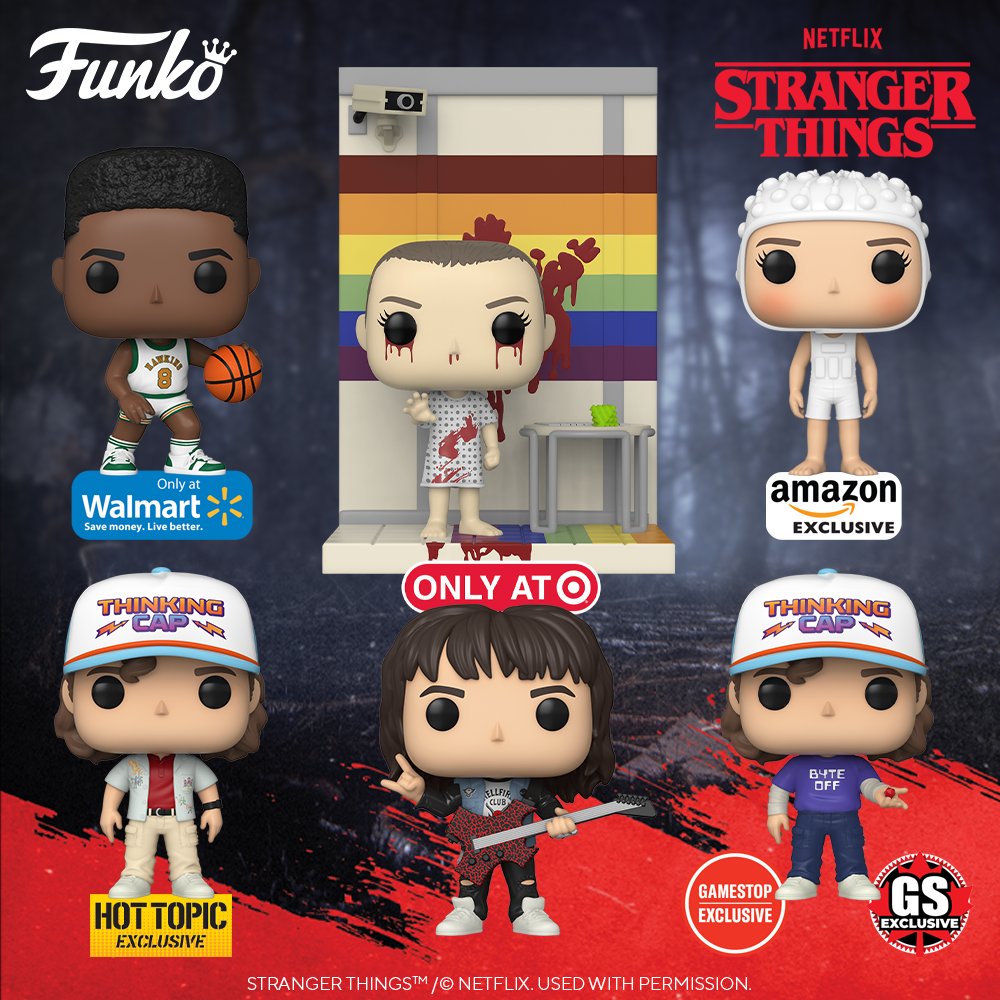 Funko
NETFLIX
STRANGER
THINGS
HAWKINS
8
Only at
Walmart
Save money. Live better.
amazon
EXCLUSIVE
ONLY AT
THINKING
CAP
THINKING
CAP
HELLFIRE
CLUB
BYTE
OFF
HOT TOPIC
EXCLUSIVE
GAMESTOP
EXCLUSIVE
GS
EXCLUSIVE
STRANGER THINGS™ /© NETFLIX. USED WITH PERMISSION.